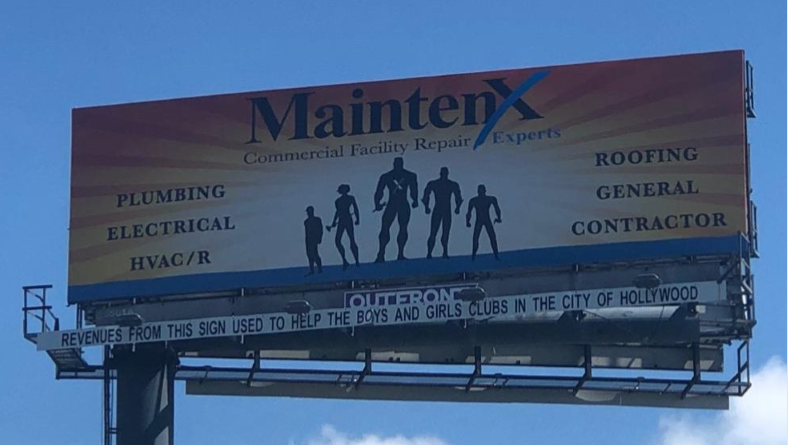 MaintenX
Commercial Facility Repair Experts
PLUMBING
ELECTRICAL
HVAC/R
ROOFING
GENERAL
CONTRACTOR
OUTFRONT
REVENUES FROM THIS SIGN USED TO HELP THE BOYS AND GIRLS CLUBS IN THE CITY OF HOLLYWOOD